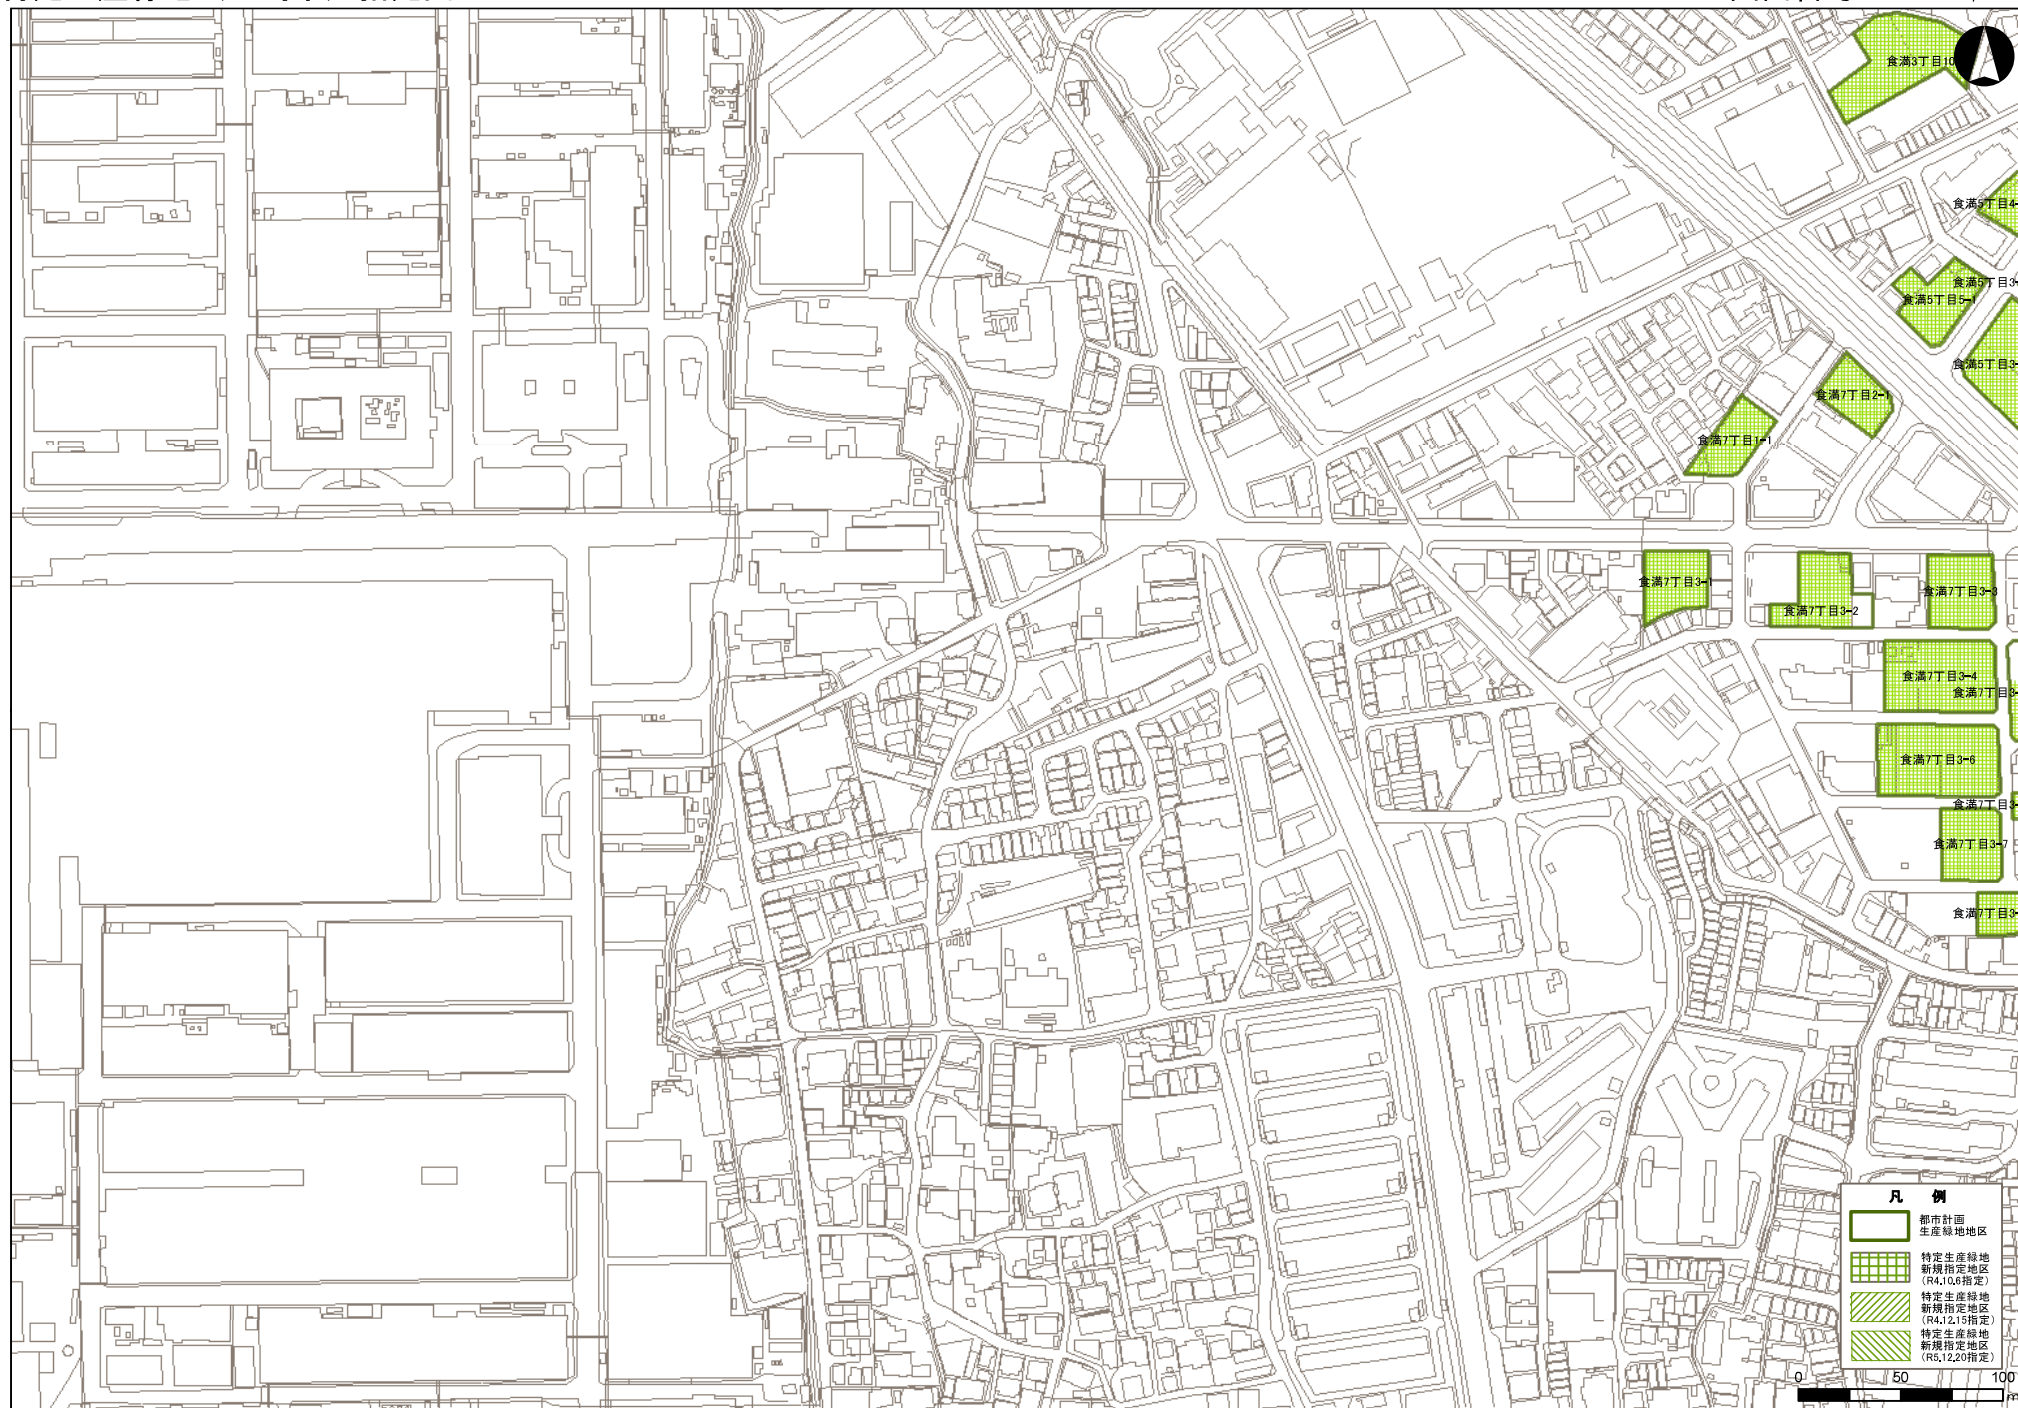 食満3丁目10
食満5丁目4-
食満5丁目3-
食満5丁目5-1
食満5丁目3-
食満7丁目2-1
食満7丁目1-1
食満7丁目3-1
食満7丁目3-2
食満7丁目3-3
食満7丁目3-4
食満7丁目3-
食満7丁目3-6
食満7丁目3-
食満7丁目3-7
食満7丁目3-
凡 例
都市計画
生産緑地地区
特定生産緑地
新規指定地区
(R4.10.6指定)
特定生産緑地
新規指定地区
(R4.12.15指定)
特定生産緑地
新規指定地区
(R5.12.20指定)
0 50 100
m